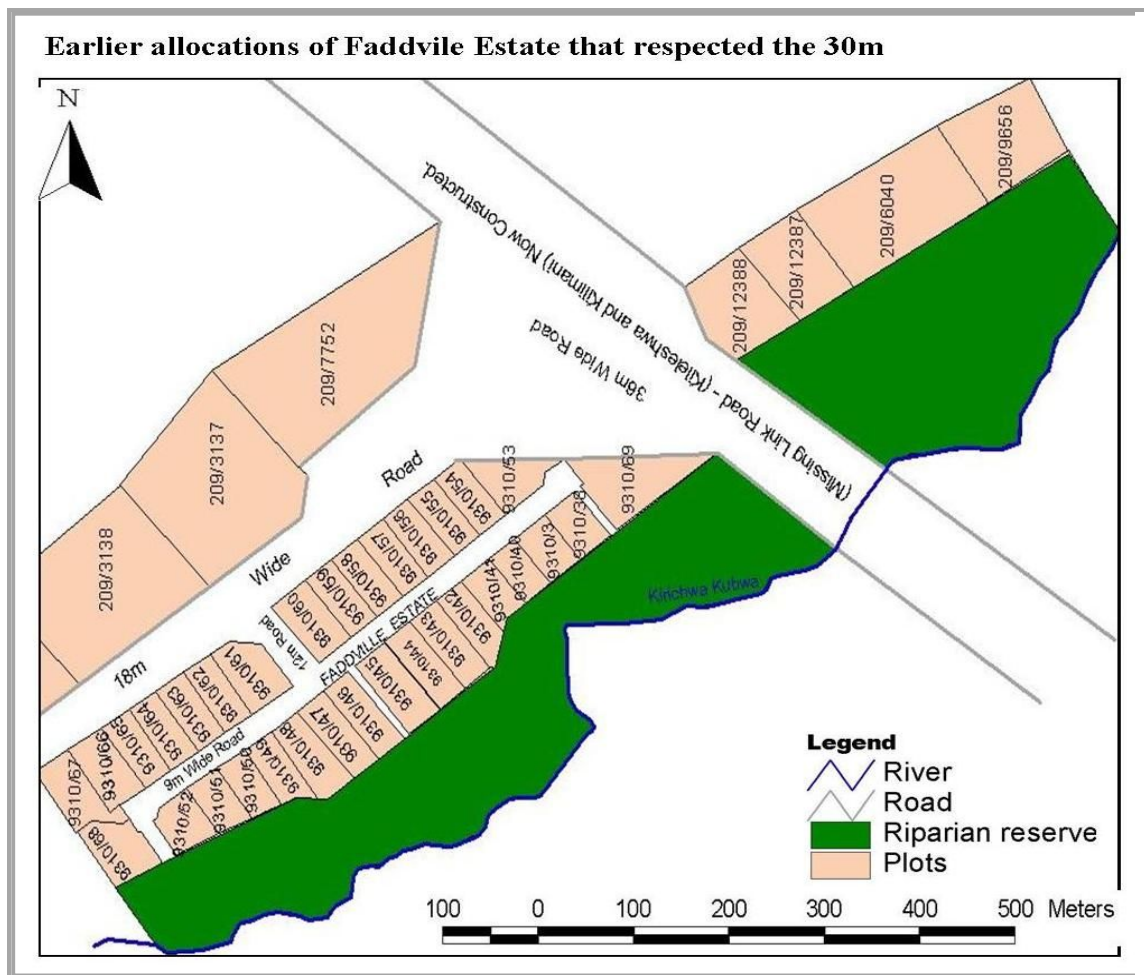 Earlier allocations of Faddvile Estate that respected the 30m
N
209/9656
209/6040
209/12387
209/12388
(Missing Link Road - (Kileleshwa and Kilimani) Now Constructed.
36m Wide Road
209/7752
209/3137
209/3138
18m Wide Road
9310/53
9310/54
9310/55
9310/56
9310/57
9310/58
9310/59
9310/60
9310/69
9310/38
9310/3
9310/40
9310/41
9310/42
9310/43
9310/44
9310/45
9310/46
9310/47
9310/48
9310/49
9310/50
9310/51
9310/52
12m Road
FADDVILLE ESTATE
9m Wide Road
9310/61
9310/62
9310/63
9310/64
9310/65
9310/66
9310/67
9310/68
Kirichwa Kubwa
Legend
River
Road
Riparian reserve
Plots
100 0 100 200 300 400 500 Meters